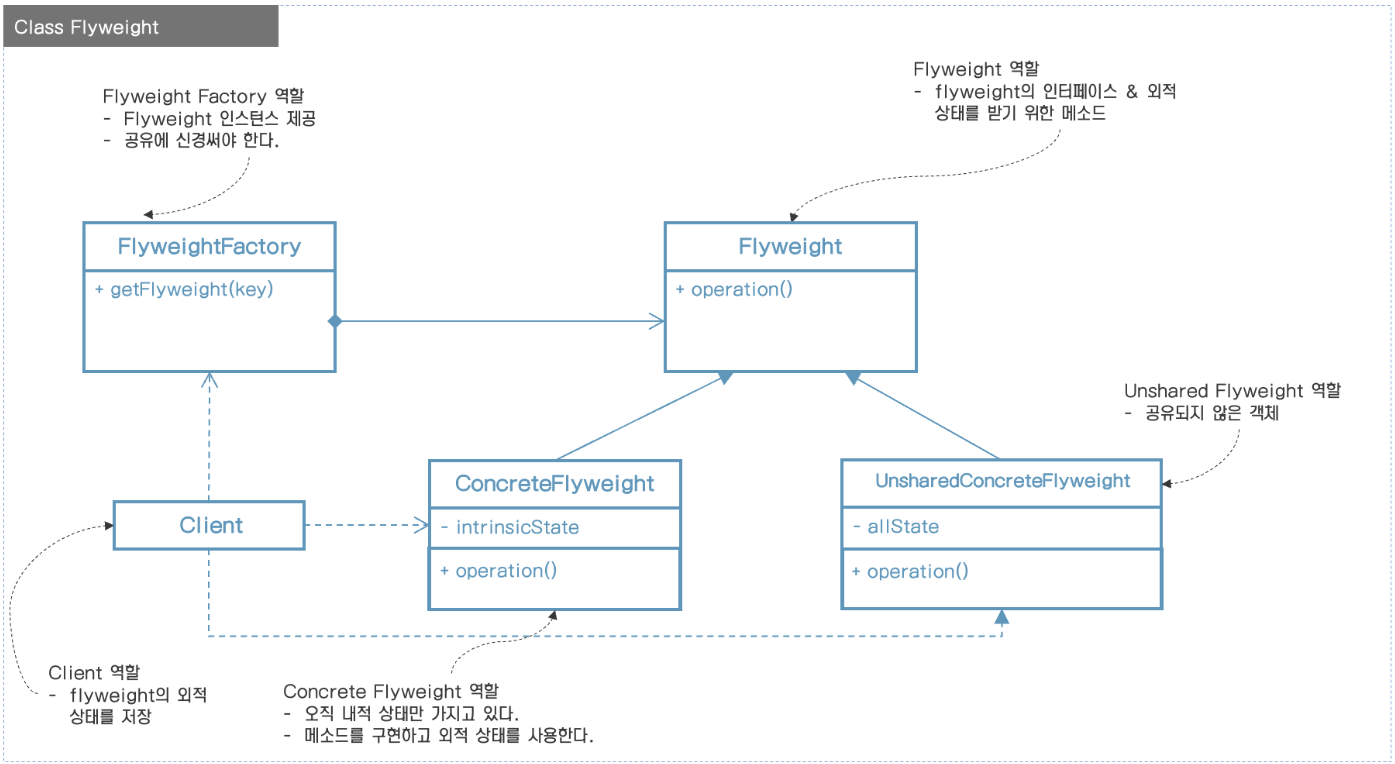 Class Flyweight
Flyweight Factory 역할
- Flyweight 인스턴스 제공
- 공유에 신경써야 한다.
Flyweight 역할
- flyweight의 인터페이스 & 외적
상태를 받기 위한 메소드
FlyweightFactory
+ getFlyweight(key)
Flyweight
+ operation()
Unshared Flyweight 역할
- 공유되지 않은 객체
Client
ConcreteFlyweight
- intrinsicState
+ operation()
UnsharedConcreteFlyweight
- allState
+ operation()
Client 역할
- flyweight의 외적
상태를 저장
Concrete Flyweight 역할
- 오직 내적 상태만 가지고 있다.
- 메소드를 구현하고 외적 상태를 사용한다.